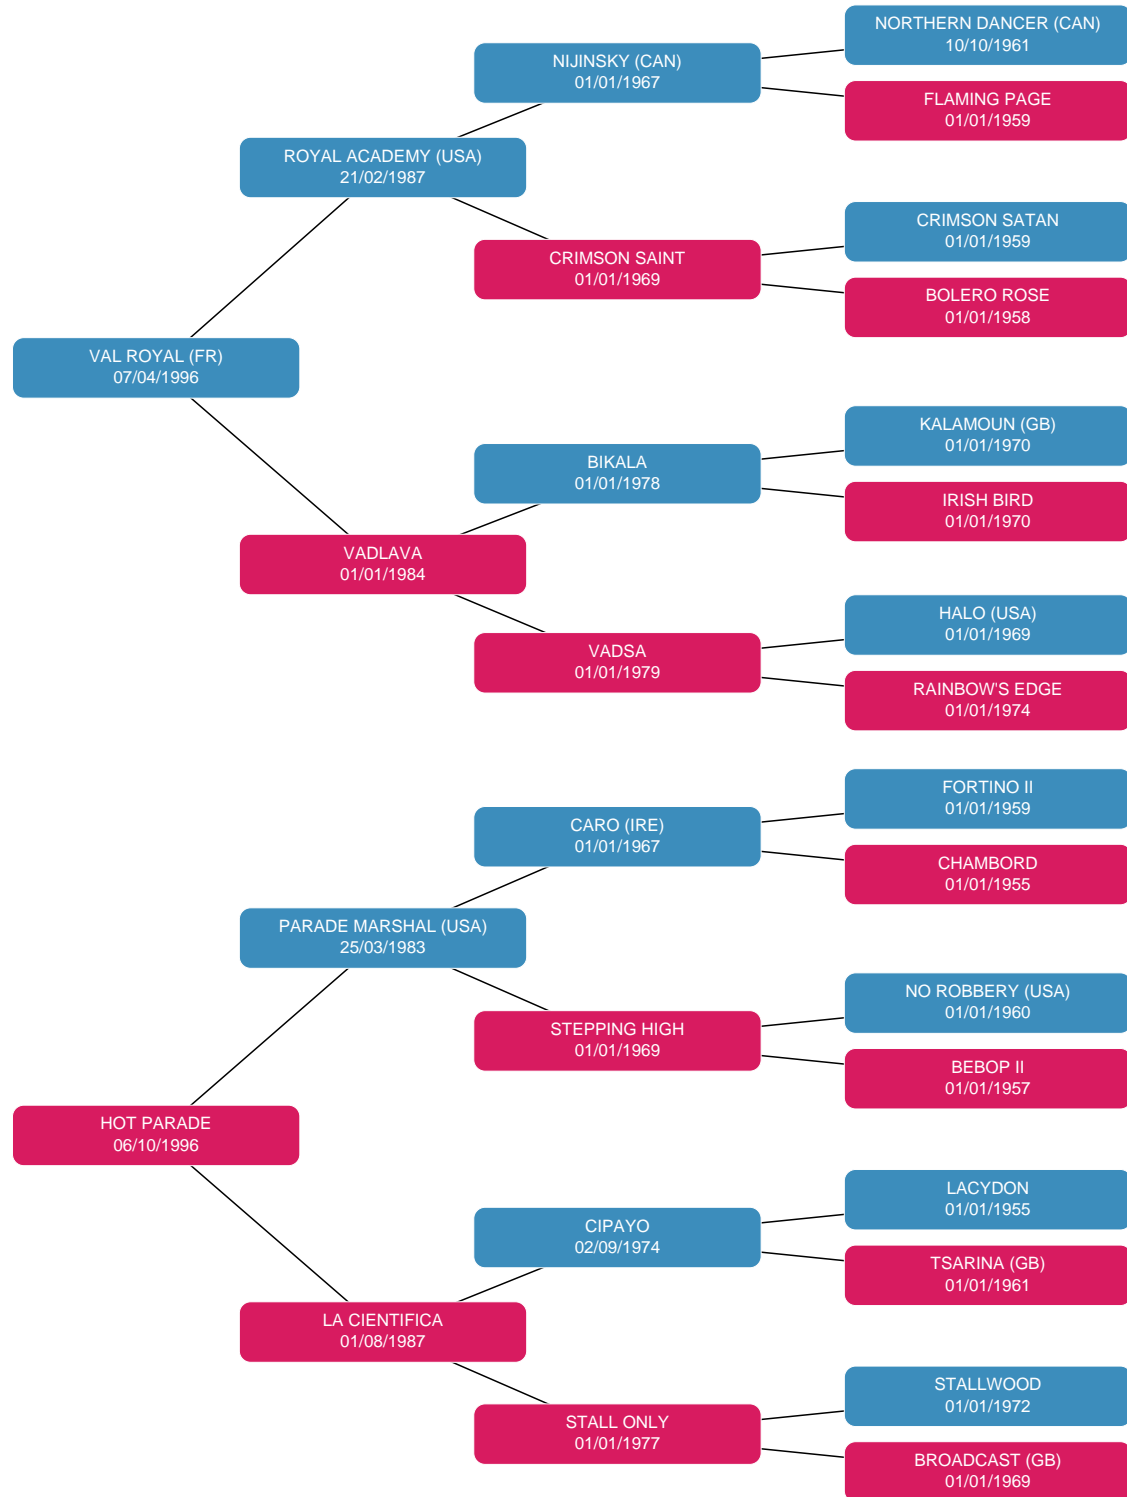 NORTHERN DANCER (CAN)
10/10/1961
NIJINSKY (CAN)
01/01/1967
FLAMING PAGE
01/01/1959
ROYAL ACADEMY (USA)
21/02/1987
CRIMSON SATAN
01/01/1959
CRIMSON SAINT
01/01/1969
BOLERO ROSE
01/01/1958
VAL ROYAL (FR)
07/04/1996
KALAMOUN (GB)
01/01/1970
BIKALA
01/01/1978
IRISH BIRD
01/01/1970
VADLAVA
01/01/1984
HALO (USA)
01/01/1969
VADSA
01/01/1979
RAINBOW'S EDGE
01/01/1974
FORTINO II
01/01/1959
CARO (IRE)
01/01/1967
CHAMBORD
01/01/1955
PARADE MARSHAL (USA)
25/03/1983
NO ROBBERY (USA)
01/01/1960
STEPPING HIGH
01/01/1969
BEBOP II
01/01/1957
HOT PARADE
06/10/1996
LACYDON
01/01/1955
CIPAYO
02/09/1974
TSARINA (GB)
01/01/1961
LA CIENTIFICA
01/08/1987
STALLWOOD
01/01/1972
STALL ONLY
01/01/1977
BROADCAST (GB)
01/01/1969